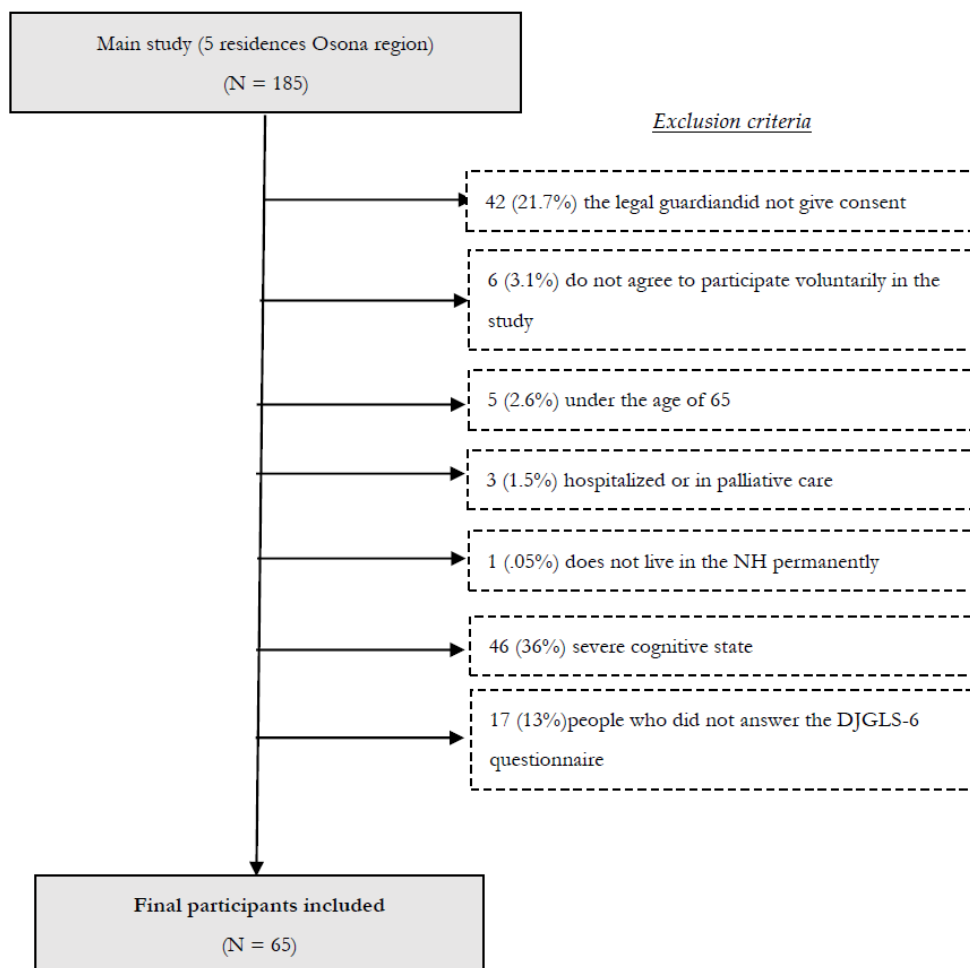 Main study (5 residences Osona region)
(N = 185)
Exclusion criteria
42 (21.7%) the legal guardiandid not give consent
6 (3.1%) do not agree to participate voluntarily in the
study
5 (2.6%) under the age of 65
3 (1.5%) hospitalized or in palliative care
1 (.05%) does not live in the NH permanently
46 (36%) severe cognitive state
17 (13%)people who did not answer the DJGLS-6
questionnaire
Final participants included
(N = 65)